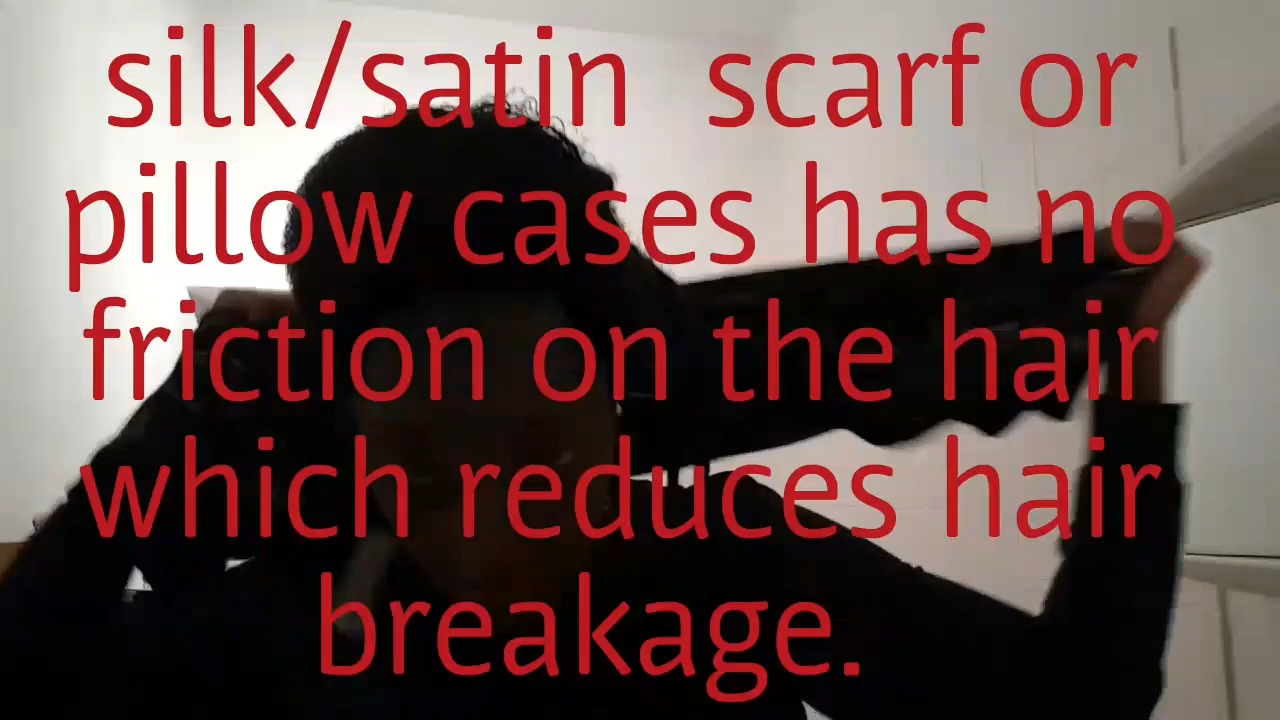 silk/satin scarf or
pillow cases has no
friction on the hair
which reduces hair
breakage.